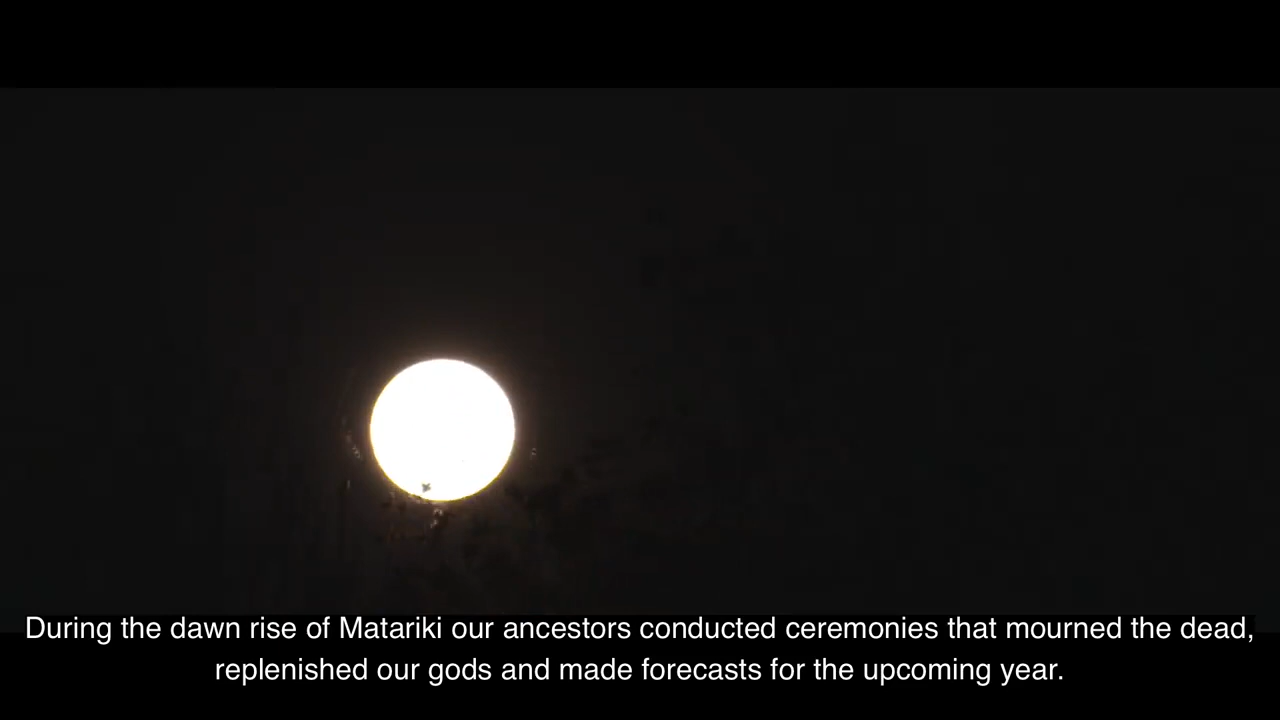 During the dawn rise of Matariki our ancestors conducted ceremonies that mourned the dead,
replenished our gods and made forecasts for the upcoming year.